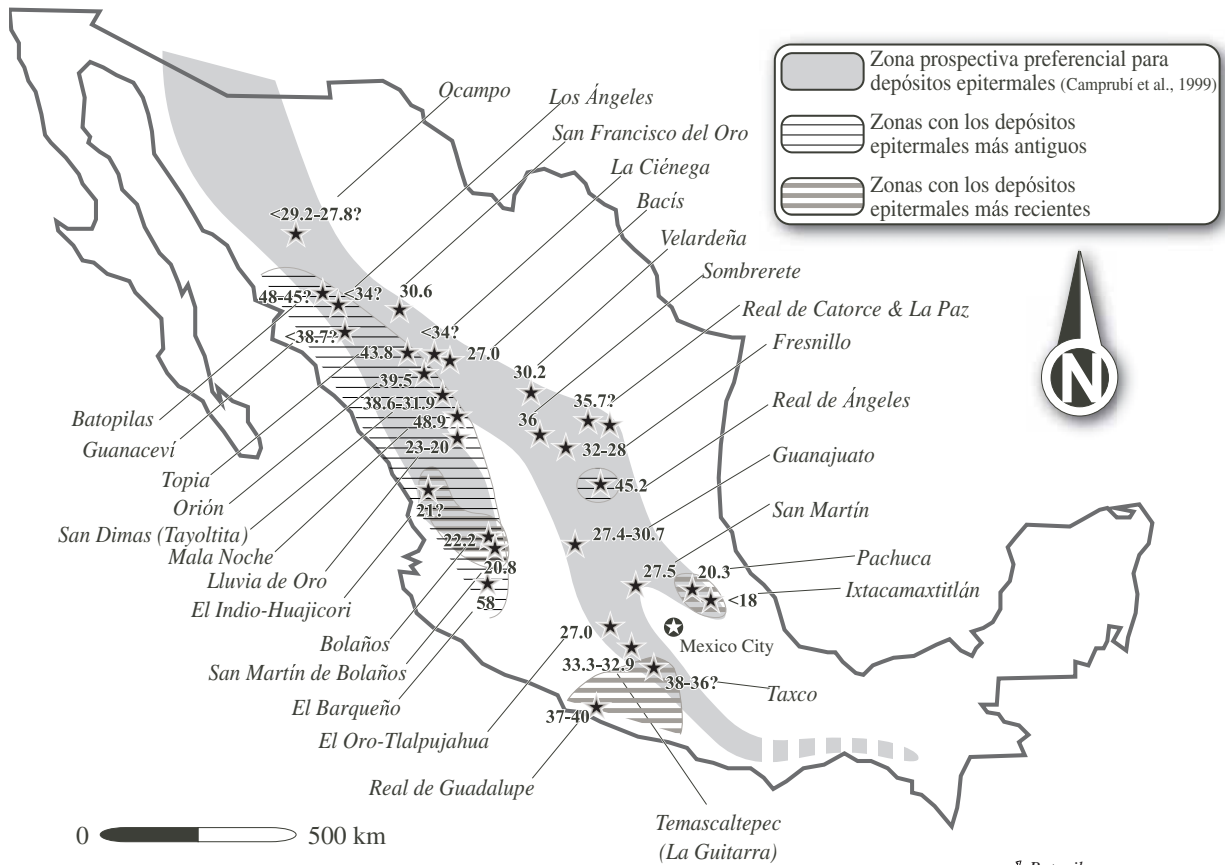 Zona prospectiva preferencial para
depósitos epitermales (Camprubí et al., 1999)
Zonas con los depósitos
epitermales más antiguos
Zonas con los depósitos
epitermales más recientes
Ocampo
Los Ángeles
San Francisco del Oro
La Ciénega
Bacís
Velardeña
Sombrerete
Real de Catorce & La Paz
Fresnillo
Real de Ángeles
Guanajuato
San Martín
Pachuca
Ixtacamaxtitlán
Taxco
Temascaltepec
(La Guitarra)
Batopilas
Guanaceví
Topia
Orión
San Dimas (Tayoltita)
Mala Noche
Lluvia de Oro
El Indio-Huajicori
Bolaños
San Martín de Bolaños
El Barqueño
El Oro-Tlalpujahua
Real de Guadalupe
<29.2-27.8?
48-45?
<34?
30.6
<38.7?
43.8
<34?
27.0
39.5
38.6-31.9
48.9
23-20
30.2
35.7?
36
32-28
45.2
21?
22.2
20.8
58
27.4-30.7
27.5
20.3
<18
27.0
Mexico City
33.3-32.9
38-36?
37-40
N
0 500 km